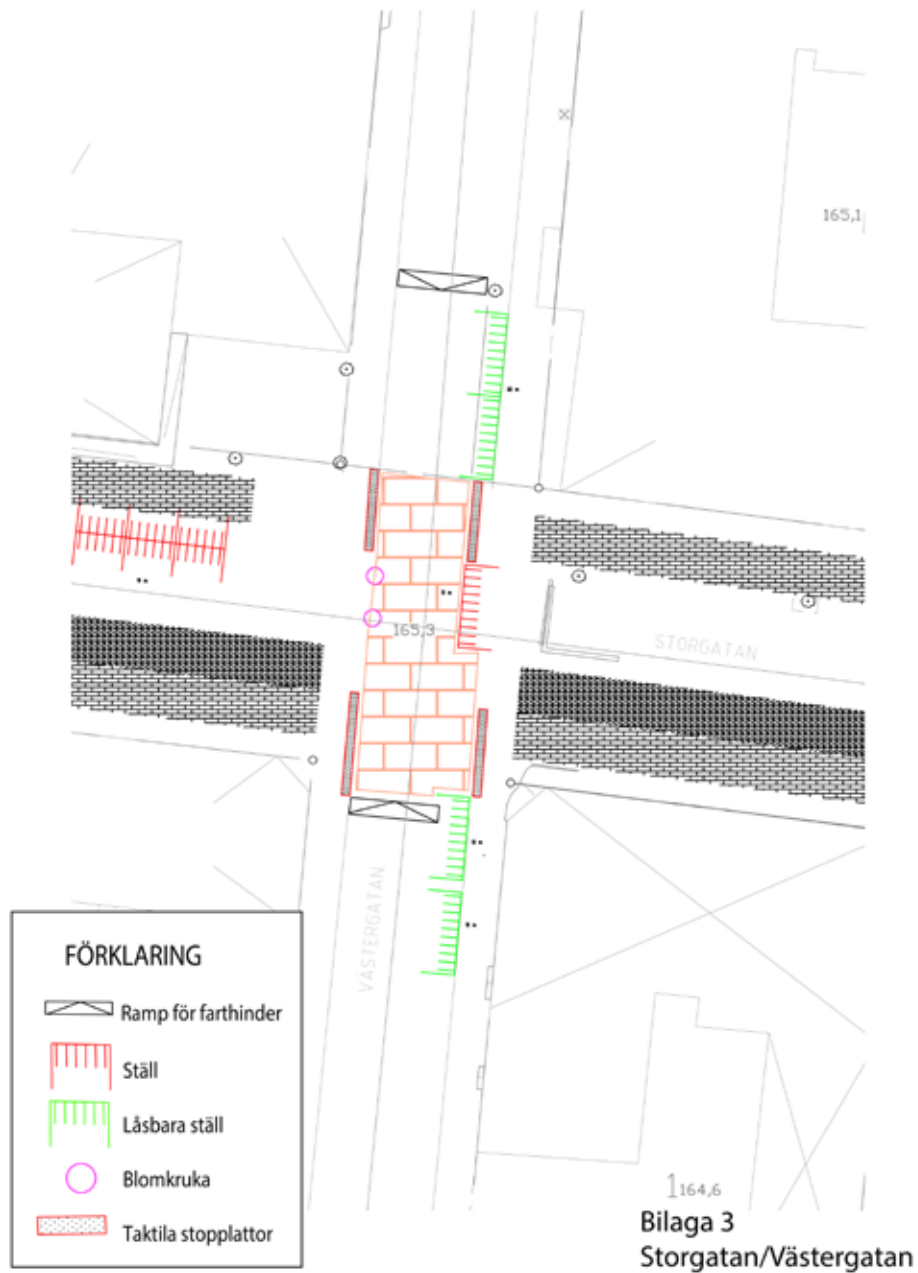 165,1
165,3
STORGATAN
VÄSTERGATAN
FÖRKLARING
Ramp för farthinder
Ställ
Låsbara ställ
Blomkruka
Taktila stopplattor
164,6
Bilaga 3
Storgatan/Västergatan